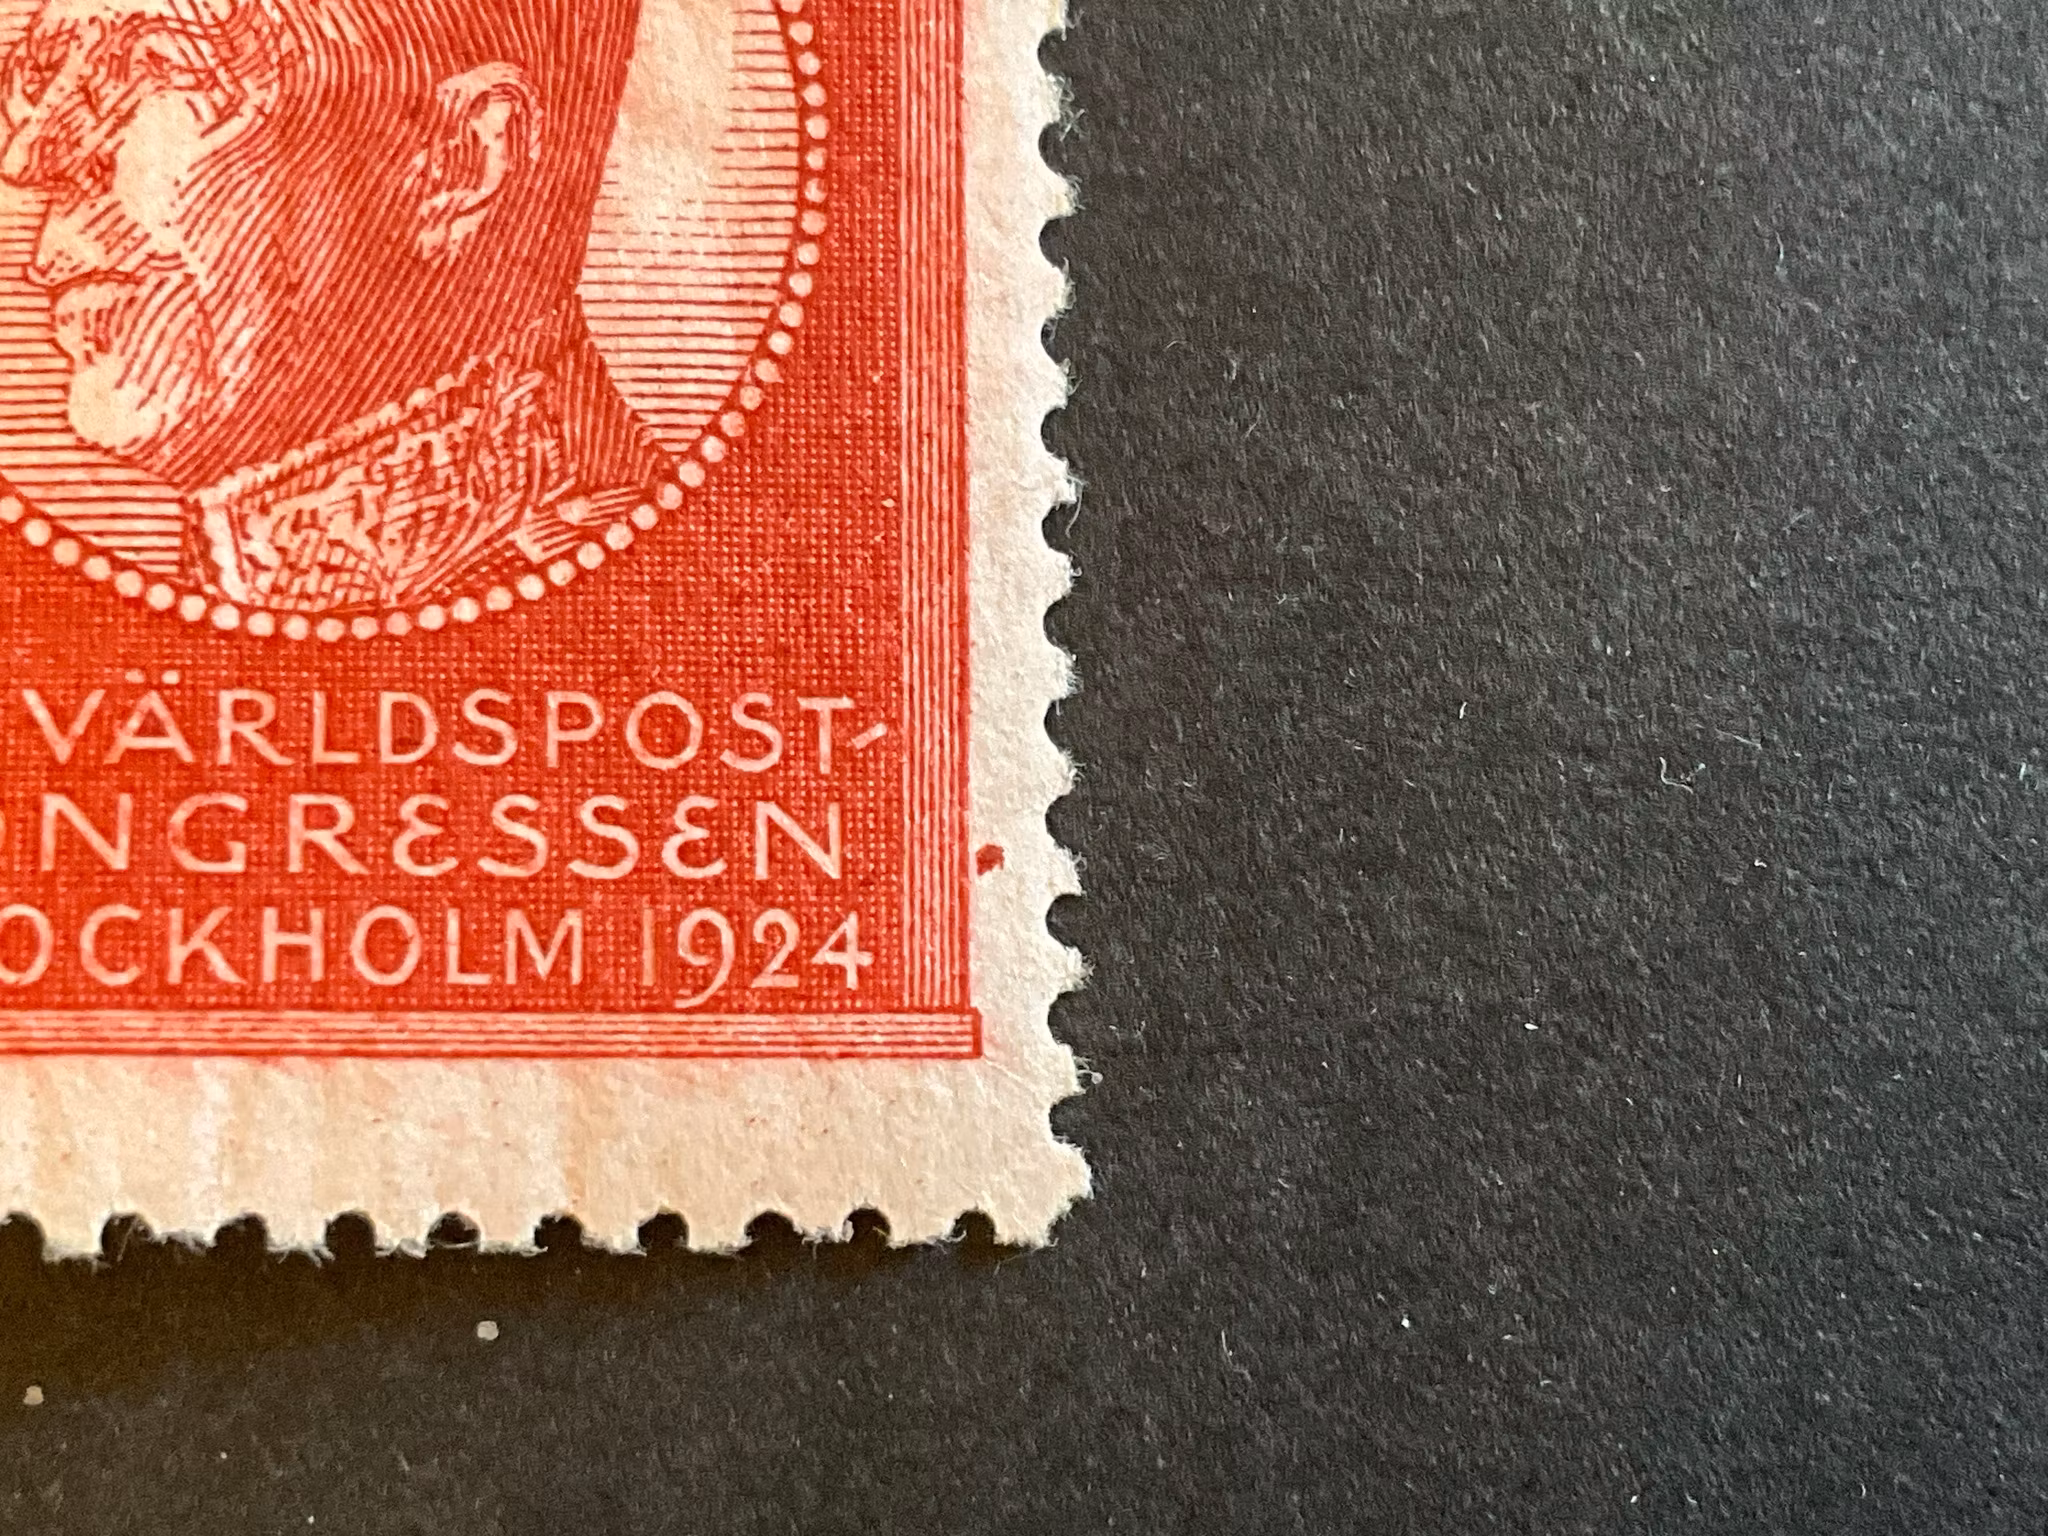 VÄRLDSPOST-
ONGRESSEN
OCKHOLM 1924